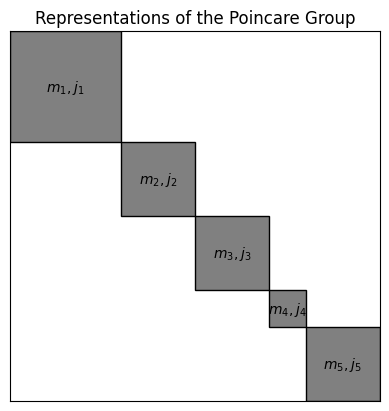 Representations of the Poincare Group
m₁, j₁
m₂, j₂
m₃, j₃
m₄, j₄
m₅, j₅